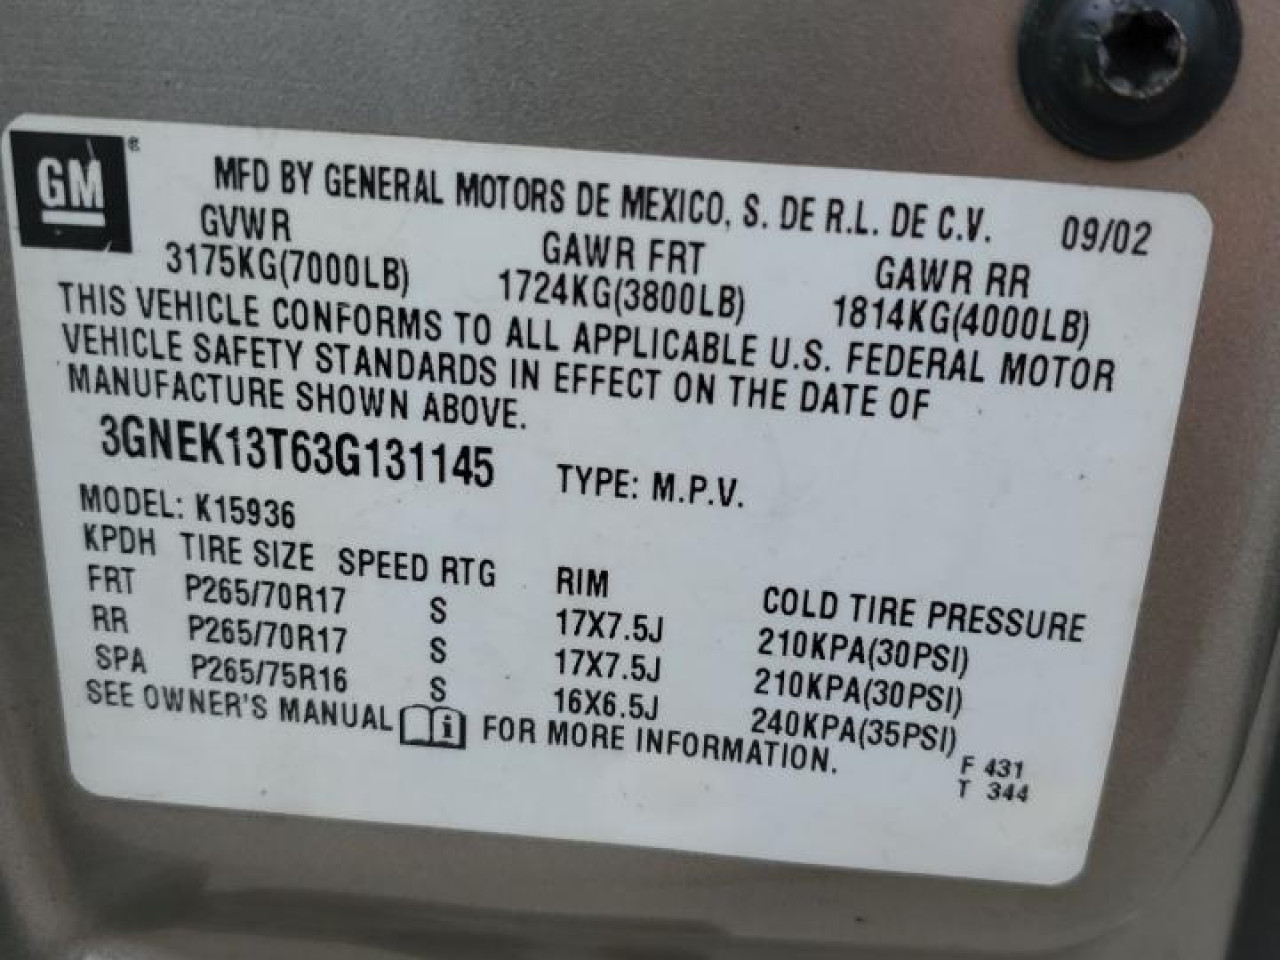 GM®
MFD BY GENERAL MOTORS DE MEXICO, S. DE R.L. DE C.V. 09/02
GVWR GAWR FRT GAWR RR
3175KG(7000LB) 1724KG(3800LB) 1814KG(4000LB)
THIS VEHICLE CONFORMS TO ALL APPLICABLE U.S. FEDERAL MOTOR
VEHICLE SAFETY STANDARDS IN EFFECT ON THE DATE OF
MANUFACTURE SHOWN ABOVE.
3GNEK13T63G131145 TYPE: M.P.V.
MODEL: K15936
KPDH TIRE SIZE SPEED RTG RIM COLD TIRE PRESSURE
FRT P265/70R17 S 17X7.5J 210KPA(30PSI)
RR P265/70R17 S 17X7.5J 210KPA(30PSI)
SPA P265/75R16 S 16X6.5J 240KPA(35PSI)
SEE OWNER'S MANUAL i FOR MORE INFORMATION.
F 431
T 344